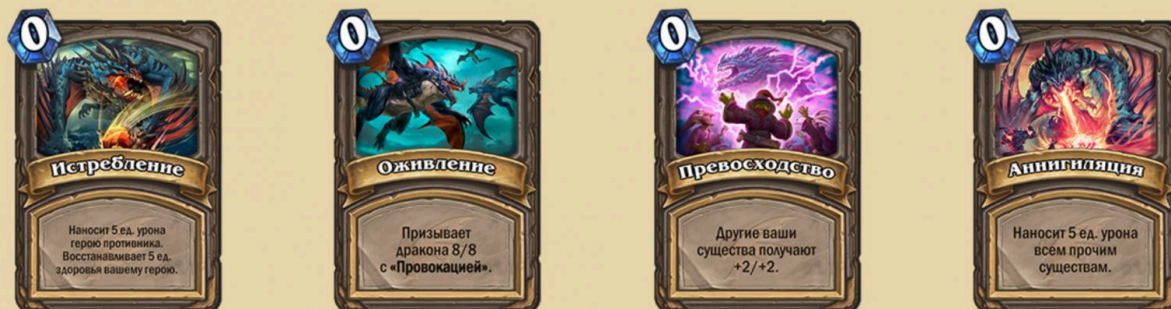 0
Истребление
Наносит 5 ед. урона
герою противника.
Восстанавливает 5 ед.
здоровья вашему герою.
0
Оживление
Призывает
дракона 8/8
с «Провокацией».
0
Превосходство
Другие ваши
существа получают
+2/+2.
0
Аннигиляция
Наносит 5 ед. урона
всем прочим
существам.